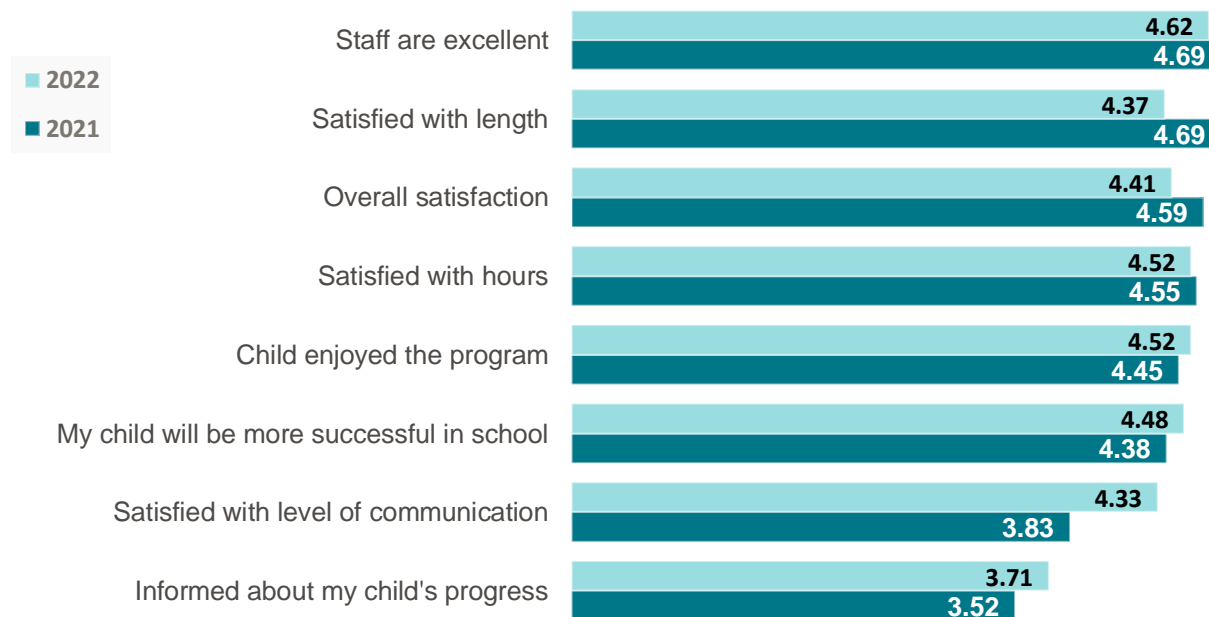 Staff are excellent
4.62
4.69
2022
2021
Satisfied with length
4.37
4.69
Overall satisfaction
4.41
4.59
Satisfied with hours
4.52
4.55
Child enjoyed the program
4.52
4.45
My child will be more successful in school
4.48
4.38
Satisfied with level of communication
4.33
3.83
Informed about my child's progress
3.71
3.52